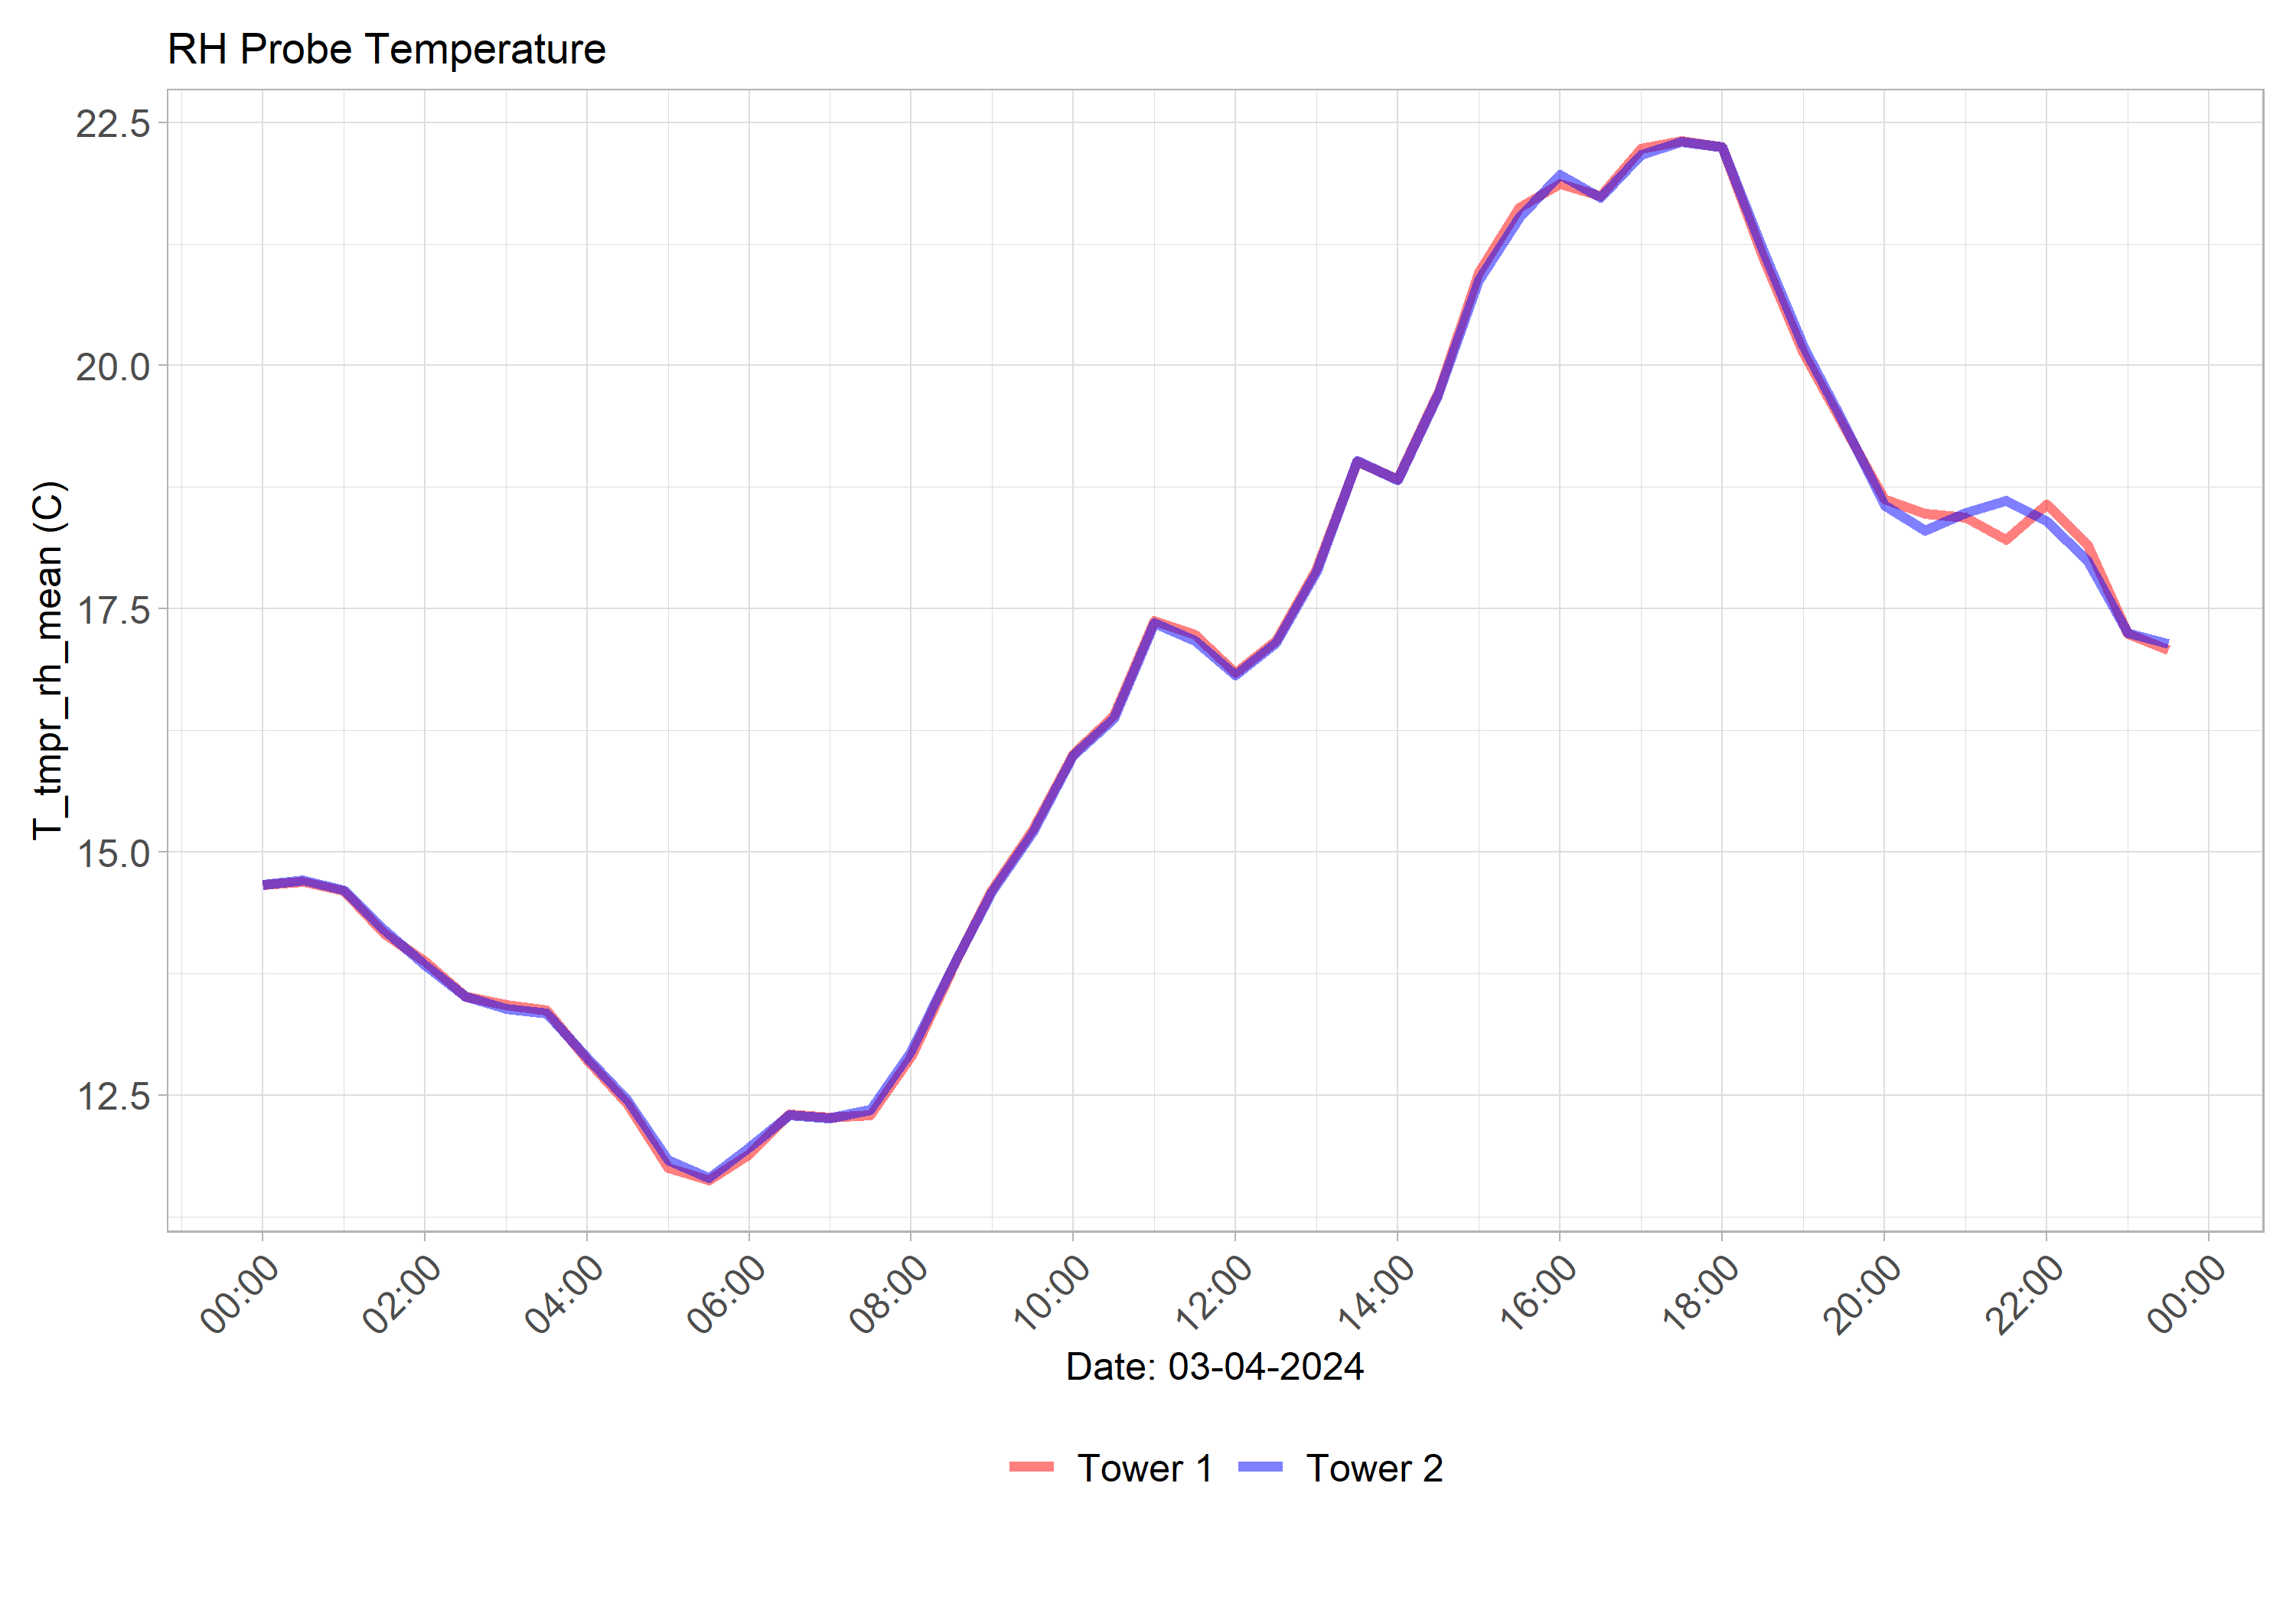 RH Probe Temperature
T_tmpr_rh_mean (C)
22.5
20.0
17.5
15.0
12.5
00:00 02:00 04:00 06:00 08:00 10:00 12:00 14:00 16:00 18:00 20:00 22:00 00:00
Date: 03-04-2024
Tower 1 Tower 2